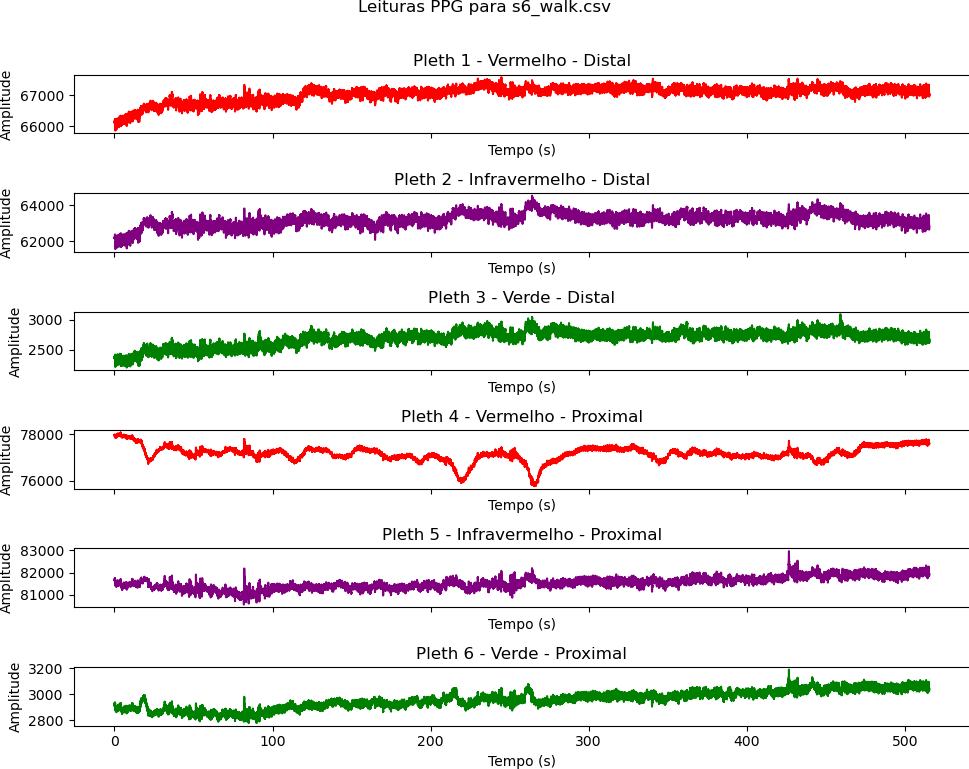 Leituras PPG para s6_walk.csv
Pleth 1 - Vermelho - Distal
Amplitude
67000
66000
Tempo (s)
Pleth 2 - Infravermelho - Distal
Amplitude
64000
62000
Tempo (s)
Pleth 3 - Verde - Distal
Amplitude
3000
2500
Tempo (s)
Pleth 4 - Vermelho - Proximal
Amplitude
78000
76000
Tempo (s)
Pleth 5 - Infravermelho - Proximal
Amplitude
83000
82000
81000
Tempo (s)
Pleth 6 - Verde - Proximal
Amplitude
3200
3000
2800
0 100 200 300 400 500
Tempo (s)